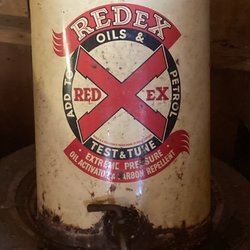 REDEX
OILS &
ADD TO
PETROL
RED EX
TEST & TUNE
EXTREME PRESSURE
OIL ACTIVATOR & CARBON REPELLENT